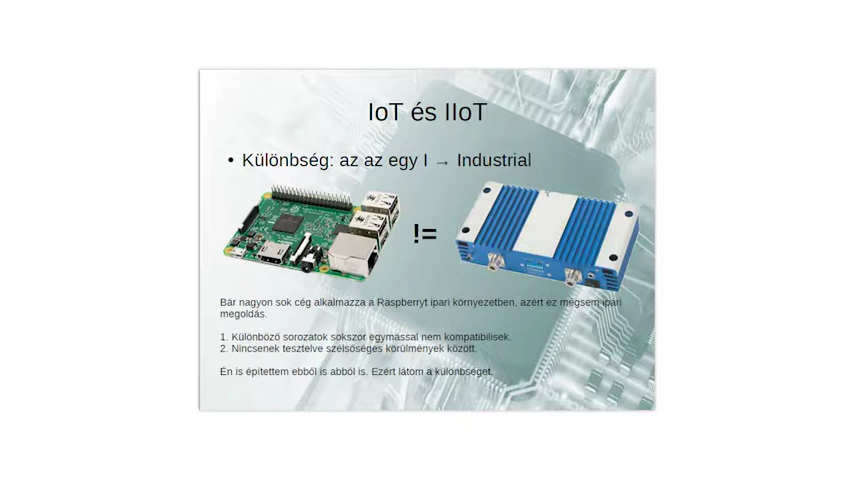 IoT és IIoT
• Különbség: az az egy I → Industrial
!=
Bár nagyon sok cég alkalmazza a Raspberryt ipari környezetben, azért ez mégsem ipari
megoldás.
1. Különböző sorozatok sokszor egymással nem kompatibilisek.
2. Nincsenek tesztelve szélsőséges körülmények között.
Én is építettem ebből is abból is. Ezért látom a különbséget.